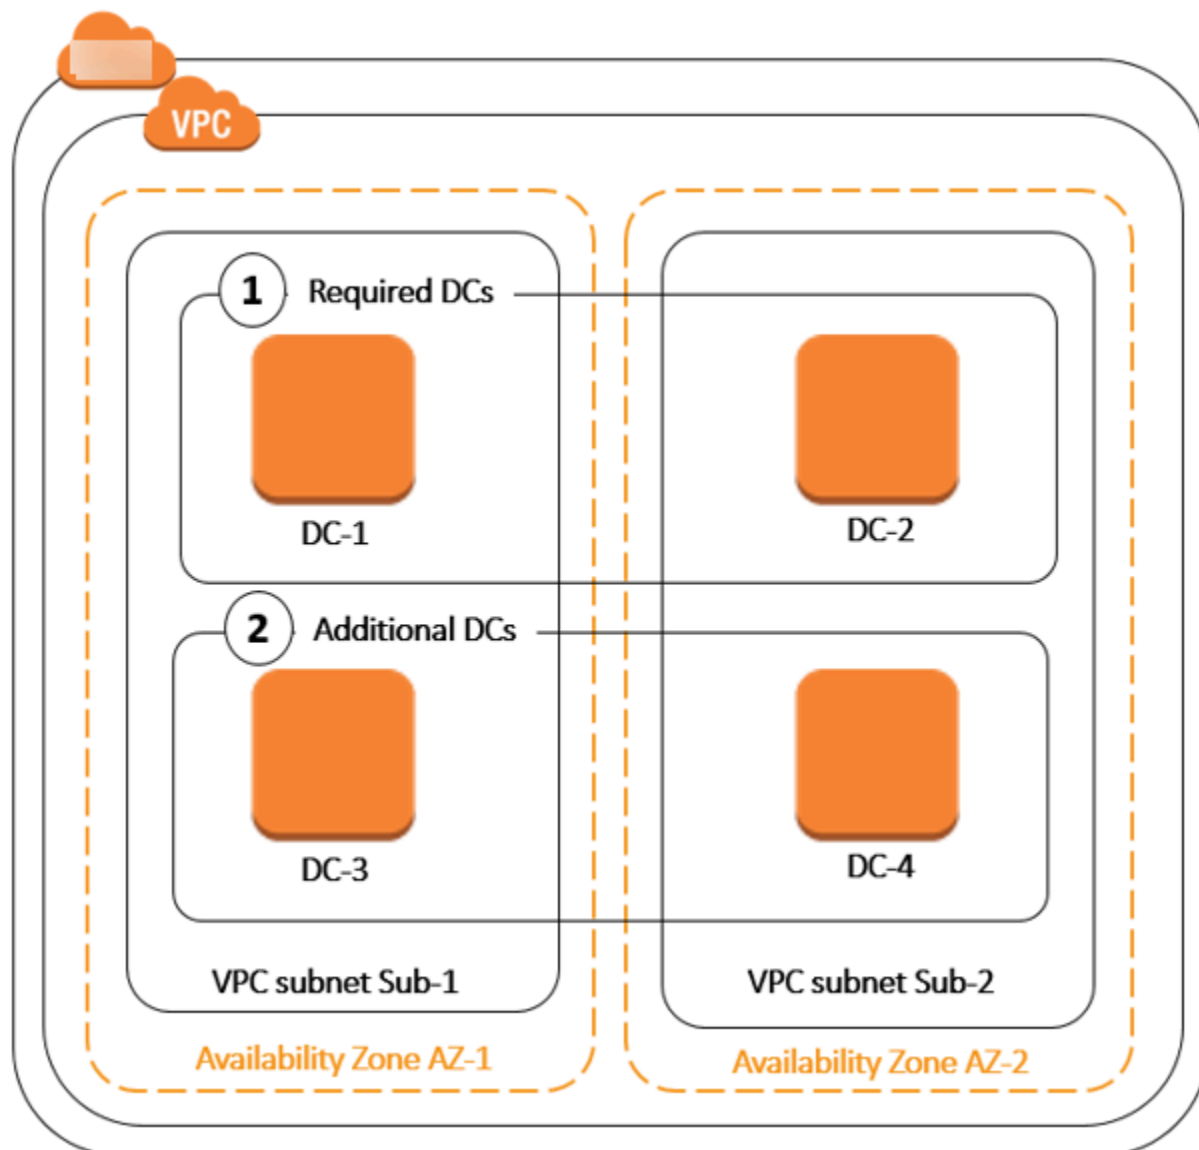 VPC
1 Required DCs
DC-1
DC-2
2 Additional DCs
DC-3
DC-4
VPC subnet Sub-1
VPC subnet Sub-2
Availability Zone AZ-1
Availability Zone AZ-2